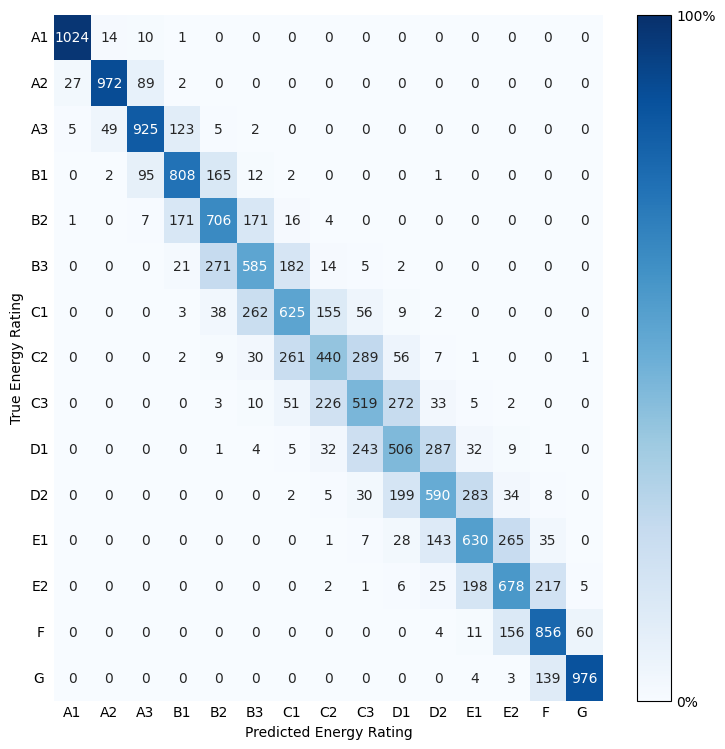 100%
A1 1024 14 10 1 0 0 0 0 0 0 0 0 0 0 0
A2 27 972 89 2 0 0 0 0 0 0 0 0 0 0 0
A3 5 49 925 123 5 2 0 0 0 0 0 0 0 0 0
B1 0 2 95 808 165 12 2 0 0 0 1 0 0 0 0
B2 1 0 7 171 706 171 16 4 0 0 0 0 0 0 0
B3 0 0 0 21 271 585 182 14 5 2 0 0 0 0 0
C1 0 0 0 3 38 262 625 155 56 9 2 0 0 0 0
True Energy Rating
C2 0 0 0 2 9 30 261 440 289 56 7 1 0 0 1
C3 0 0 0 0 3 10 51 226 519 272 33 5 2 0 0
D1 0 0 0 0 1 4 5 32 243 506 287 32 9 1 0
D2 0 0 0 0 0 0 2 5 30 199 590 283 34 8 0
E1 0 0 0 0 0 0 0 1 7 28 143 630 265 35 0
E2 0 0 0 0 0 0 0 2 1 6 25 198 678 217 5
F 0 0 0 0 0 0 0 0 0 0 4 11 156 856 60
G 0 0 0 0 0 0 0 0 0 0 0 4 3 139 976
0%
A1 A2 A3 B1 B2 B3 C1 C2 C3 D1 D2 E1 E2 F G
Predicted Energy Rating